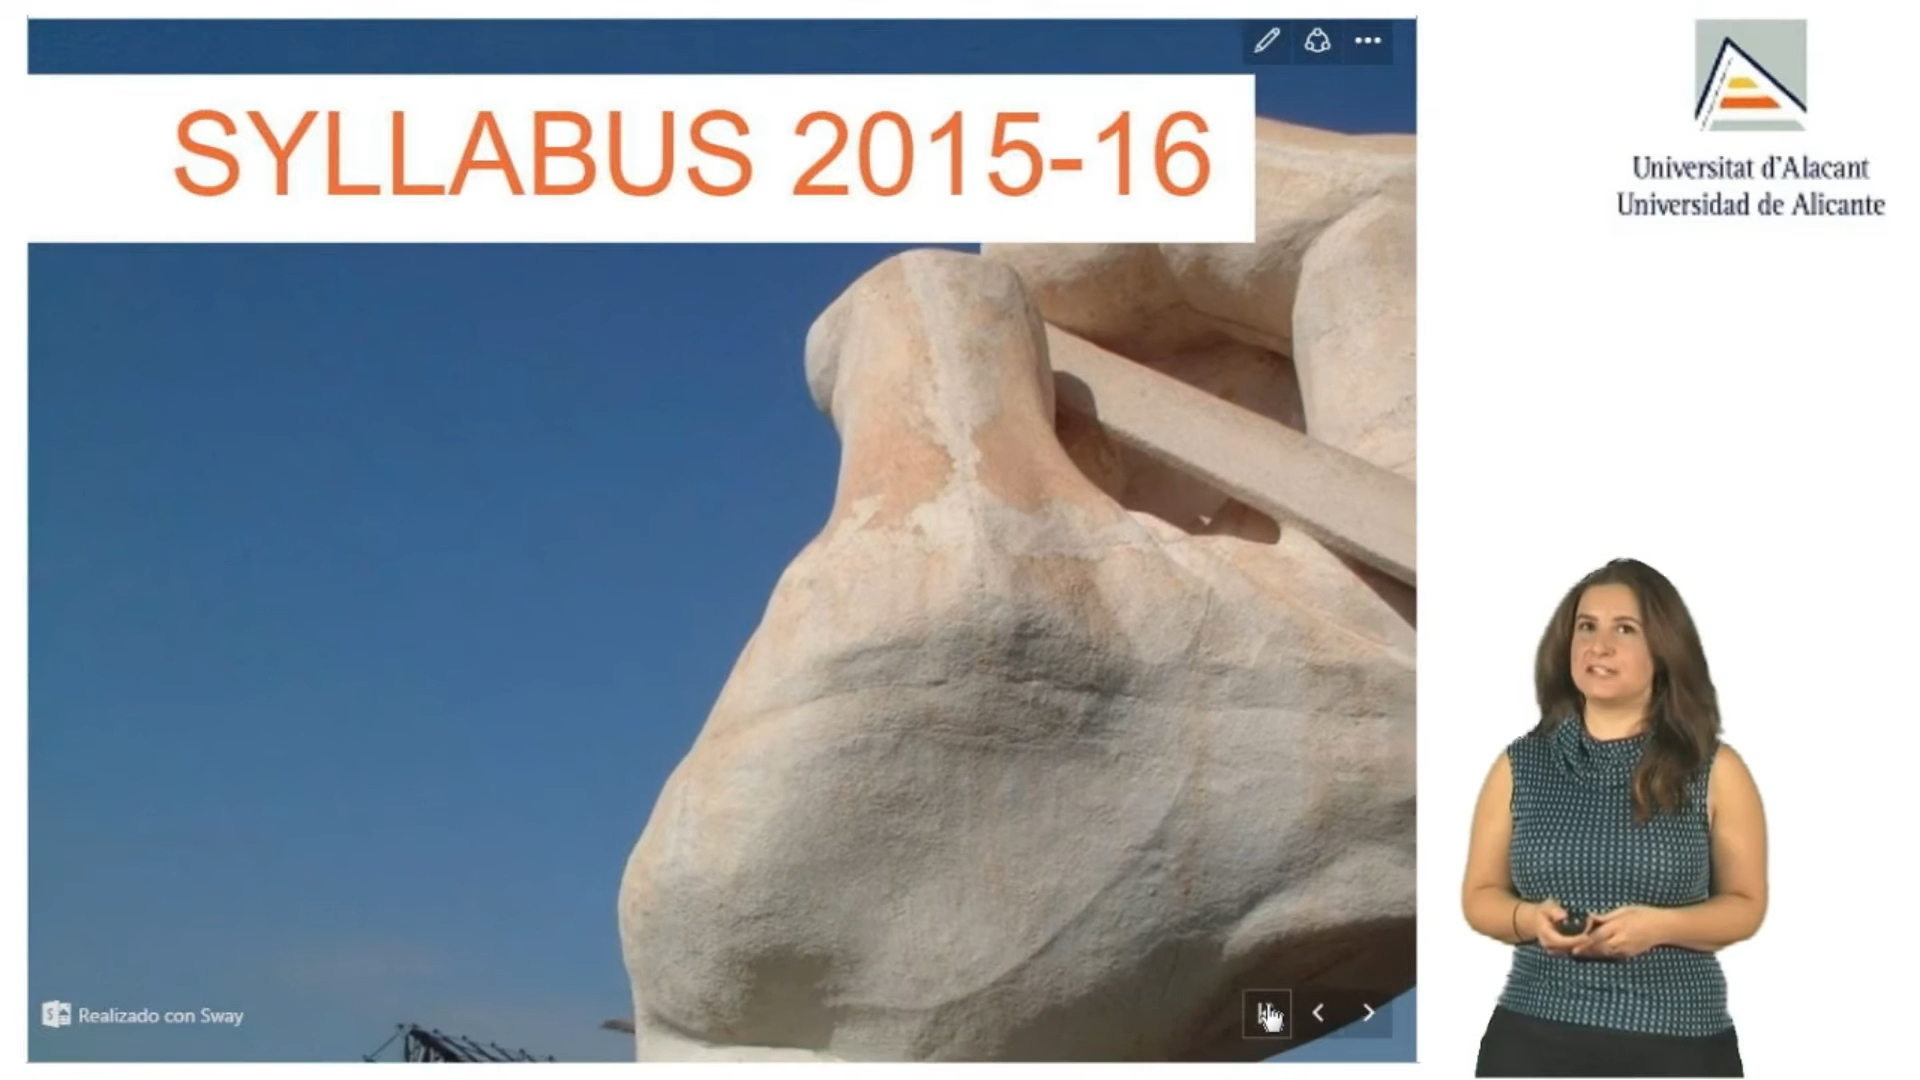 SYLLABUS 2015-16
Universitat d'Alacant
Universidad de Alicante
Realizado con Sway